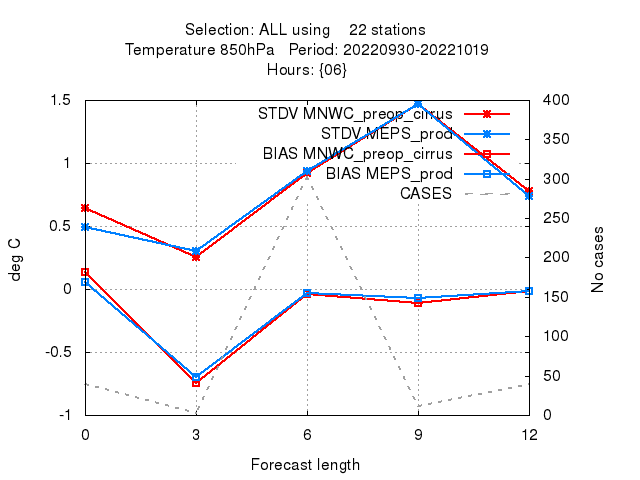 Selection: ALL using 22 stations
Temperature 850hPa Period: 20220930-20221019
Hours: {06}
STDV MNWC_preop_cirrus
STDV MEPS_prod
BIAS MNWC_preop_cirrus
BIAS MEPS_prod
CASES
1.5
1
0.5
0
-0.5
-1
deg C
400
350
300
250
200
150
100
50
0
No cases
0 3 6 9 12
Forecast length